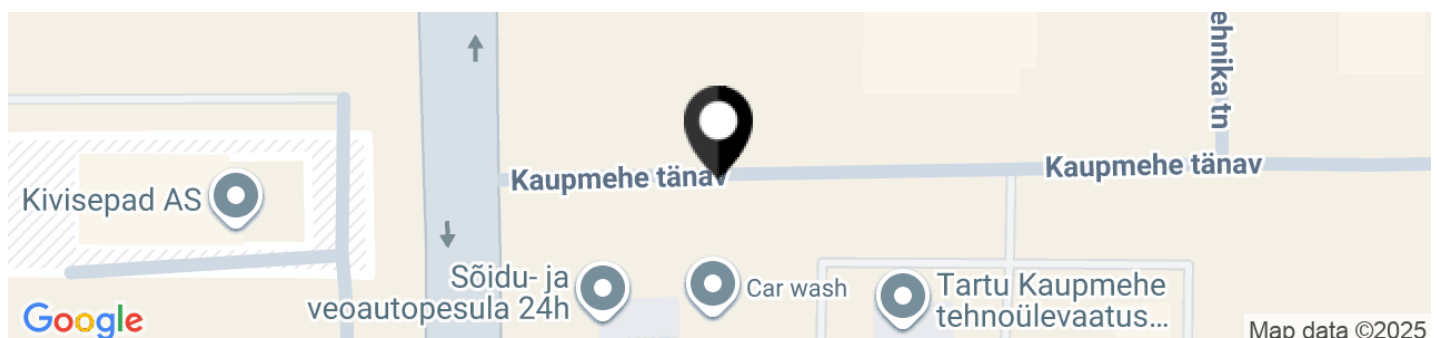 ehnika tn
Kaupmehe tänav
Kaupmehe tänav
Kivisepad AS
Sõidu- ja
veoautopesula 24h
Car wash
Tartu Kaupmehe
tehnoülevaatus...
Google
Map data ©2025